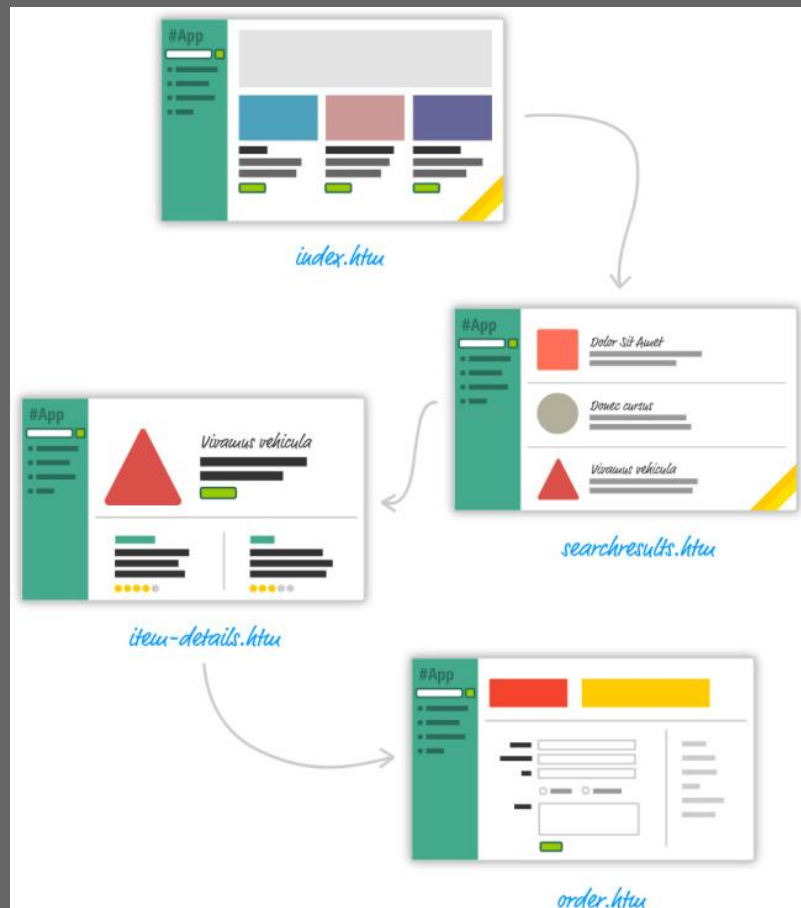 #App
index.htm
#App
Dolor Sit Amet
Donec cursus
Vivamus vehicula
searchresults.htm
#App
Vivamus vehicula
item-details.htm
#App
order.htm